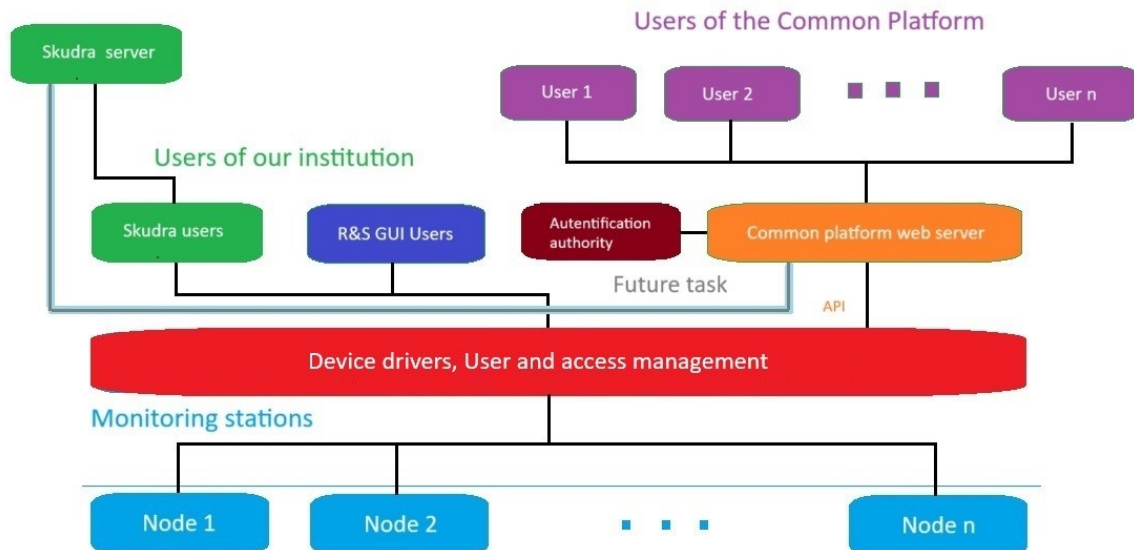 Users of the Common Platform
Skudra server
User 1
User 2
User n
Users of our institution
Skudra users
R&S GUI Users
Autentification
authority
Common platform web server
Future task
API
Device drivers, User and access management
Monitoring stations
Node 1
Node 2
Node n